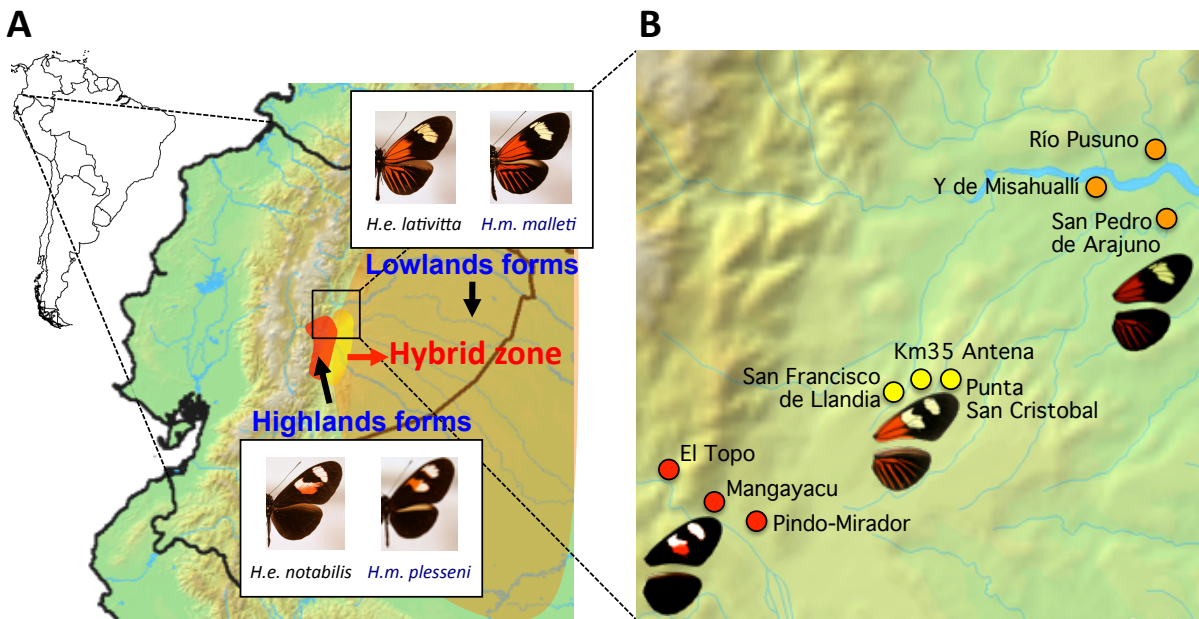 A
H.e. lativitta
H.m. malleti
Lowlands forms
Hybrid zone
Highlands forms
H.e. notabilis
H.m. plesseni
B
Río Pusuno
Y de Misahuallí
San Pedro
de Arajuno
Km35 Antena
San Francisco
de Llandia
Punta
San Cristobal
El Topo
Mangayacu
Pindo-Mirador